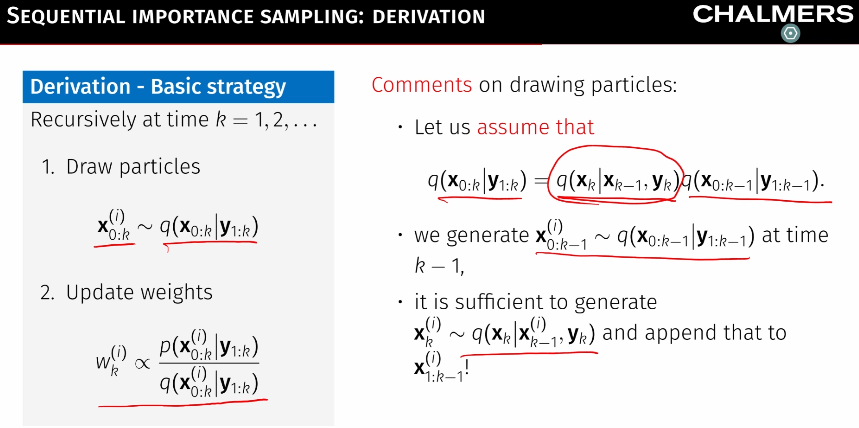 SEQUENTIAL IMPORTANCE SAMPLING: DERIVATION
CHALMERS
Derivation - Basic strategy
Recursively at time k = 1, 2, . . .
1. Draw particles
x_{0:k}^{(i)} ∼ q(x_{0:k}|y_{1:k})
2. Update weights
w_k^{(i)} ∝ p(x_{0:k}^{(i)}|y_{1:k}) / q(x_{0:k}^{(i)}|y_{1:k})
Comments on drawing particles:
· Let us assume that
q(x_{0:k}|y_{1:k}) = q(x_k|x_{k−1}, y_k)q(x_{0:k−1}|y_{1:k−1}).
· we generate x_{0:k−1}^{(i)} ∼ q(x_{0:k−1}|y_{1:k−1}) at time
k − 1,
· it is sufficient to generate
x_k^{(i)} ∼ q(x_k|x_{k−1}^{(i)}, y_k) and append that to
x_{1:k−1}^{(i)}!